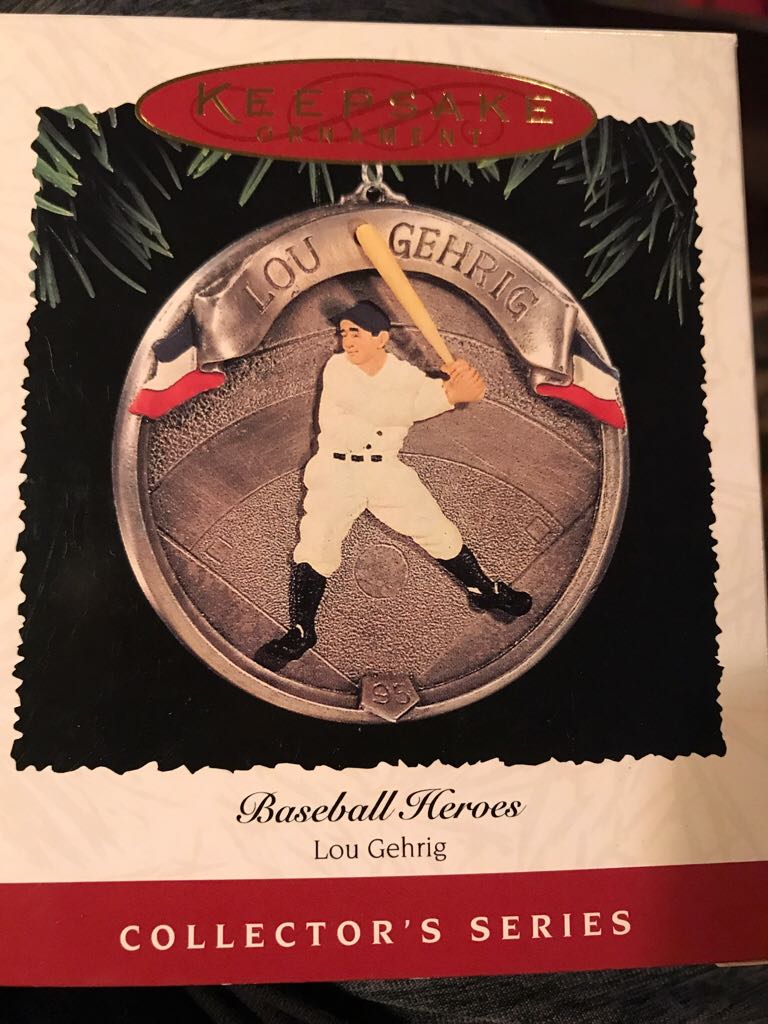 KEEPSAKE
ORNAMENT
LOU GEHRIG
95
Baseball Heroes
Lou Gehrig
COLLECTOR'S SERIES